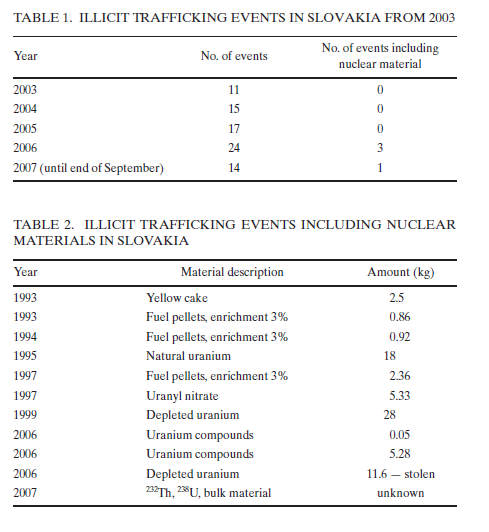 TABLE 1. ILLICIT TRAFFICKING EVENTS IN SLOVAKIA FROM 2003
Year No. of events No. of events including nuclear material
2003 11 0
2004 15 0
2005 17 0
2006 24 3
2007 (until end of September) 14 1
TABLE 2. ILLICIT TRAFFICKING EVENTS INCLUDING NUCLEAR
MATERIALS IN SLOVAKIA
Year Material description Amount (kg)
1993 Yellow cake 2.5
1993 Fuel pellets, enrichment 3% 0.86
1994 Fuel pellets, enrichment 3% 0.92
1995 Natural uranium 18
1997 Fuel pellets, enrichment 3% 2.36
1997 Uranyl nitrate 5.33
1999 Depleted uranium 28
2006 Uranium compounds 0.05
2006 Uranium compounds 5.28
2006 Depleted uranium 11.6 — stolen
2007 ²³²Th, ²³⁸U, bulk material unknown